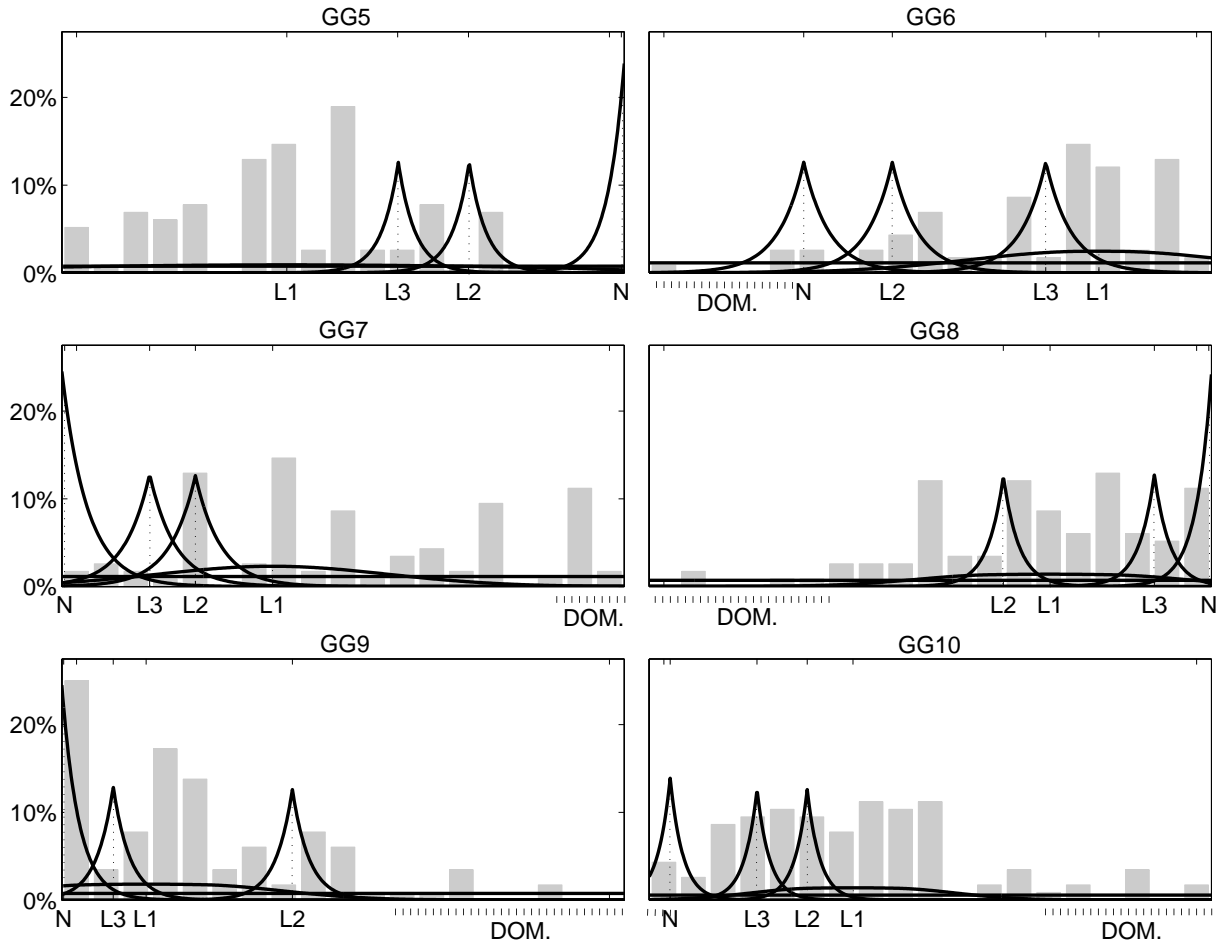 GG5 GG6
20%
10%
0%
L1 L3 L2 N
N L2 L3 L1
DOM.
GG7 GG8
20%
10%
0%
N L3 L2 L1
DOM.
L2 L1 L3 N
DOM.
GG9 GG10
20%
10%
0%
N L3 L1 L2
DOM.
N L3 L2 L1
DOM.